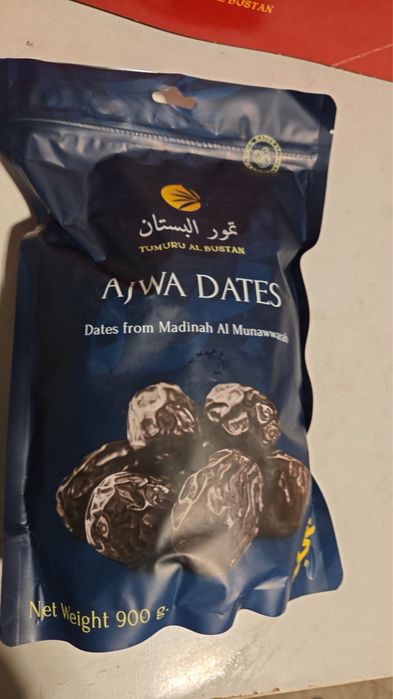 BUSTAN
تمور البستان
TUMURU AL BUSTAN
AJWA DATES
Dates from Madinah Al Munawwarah
Net Weight 900 g.